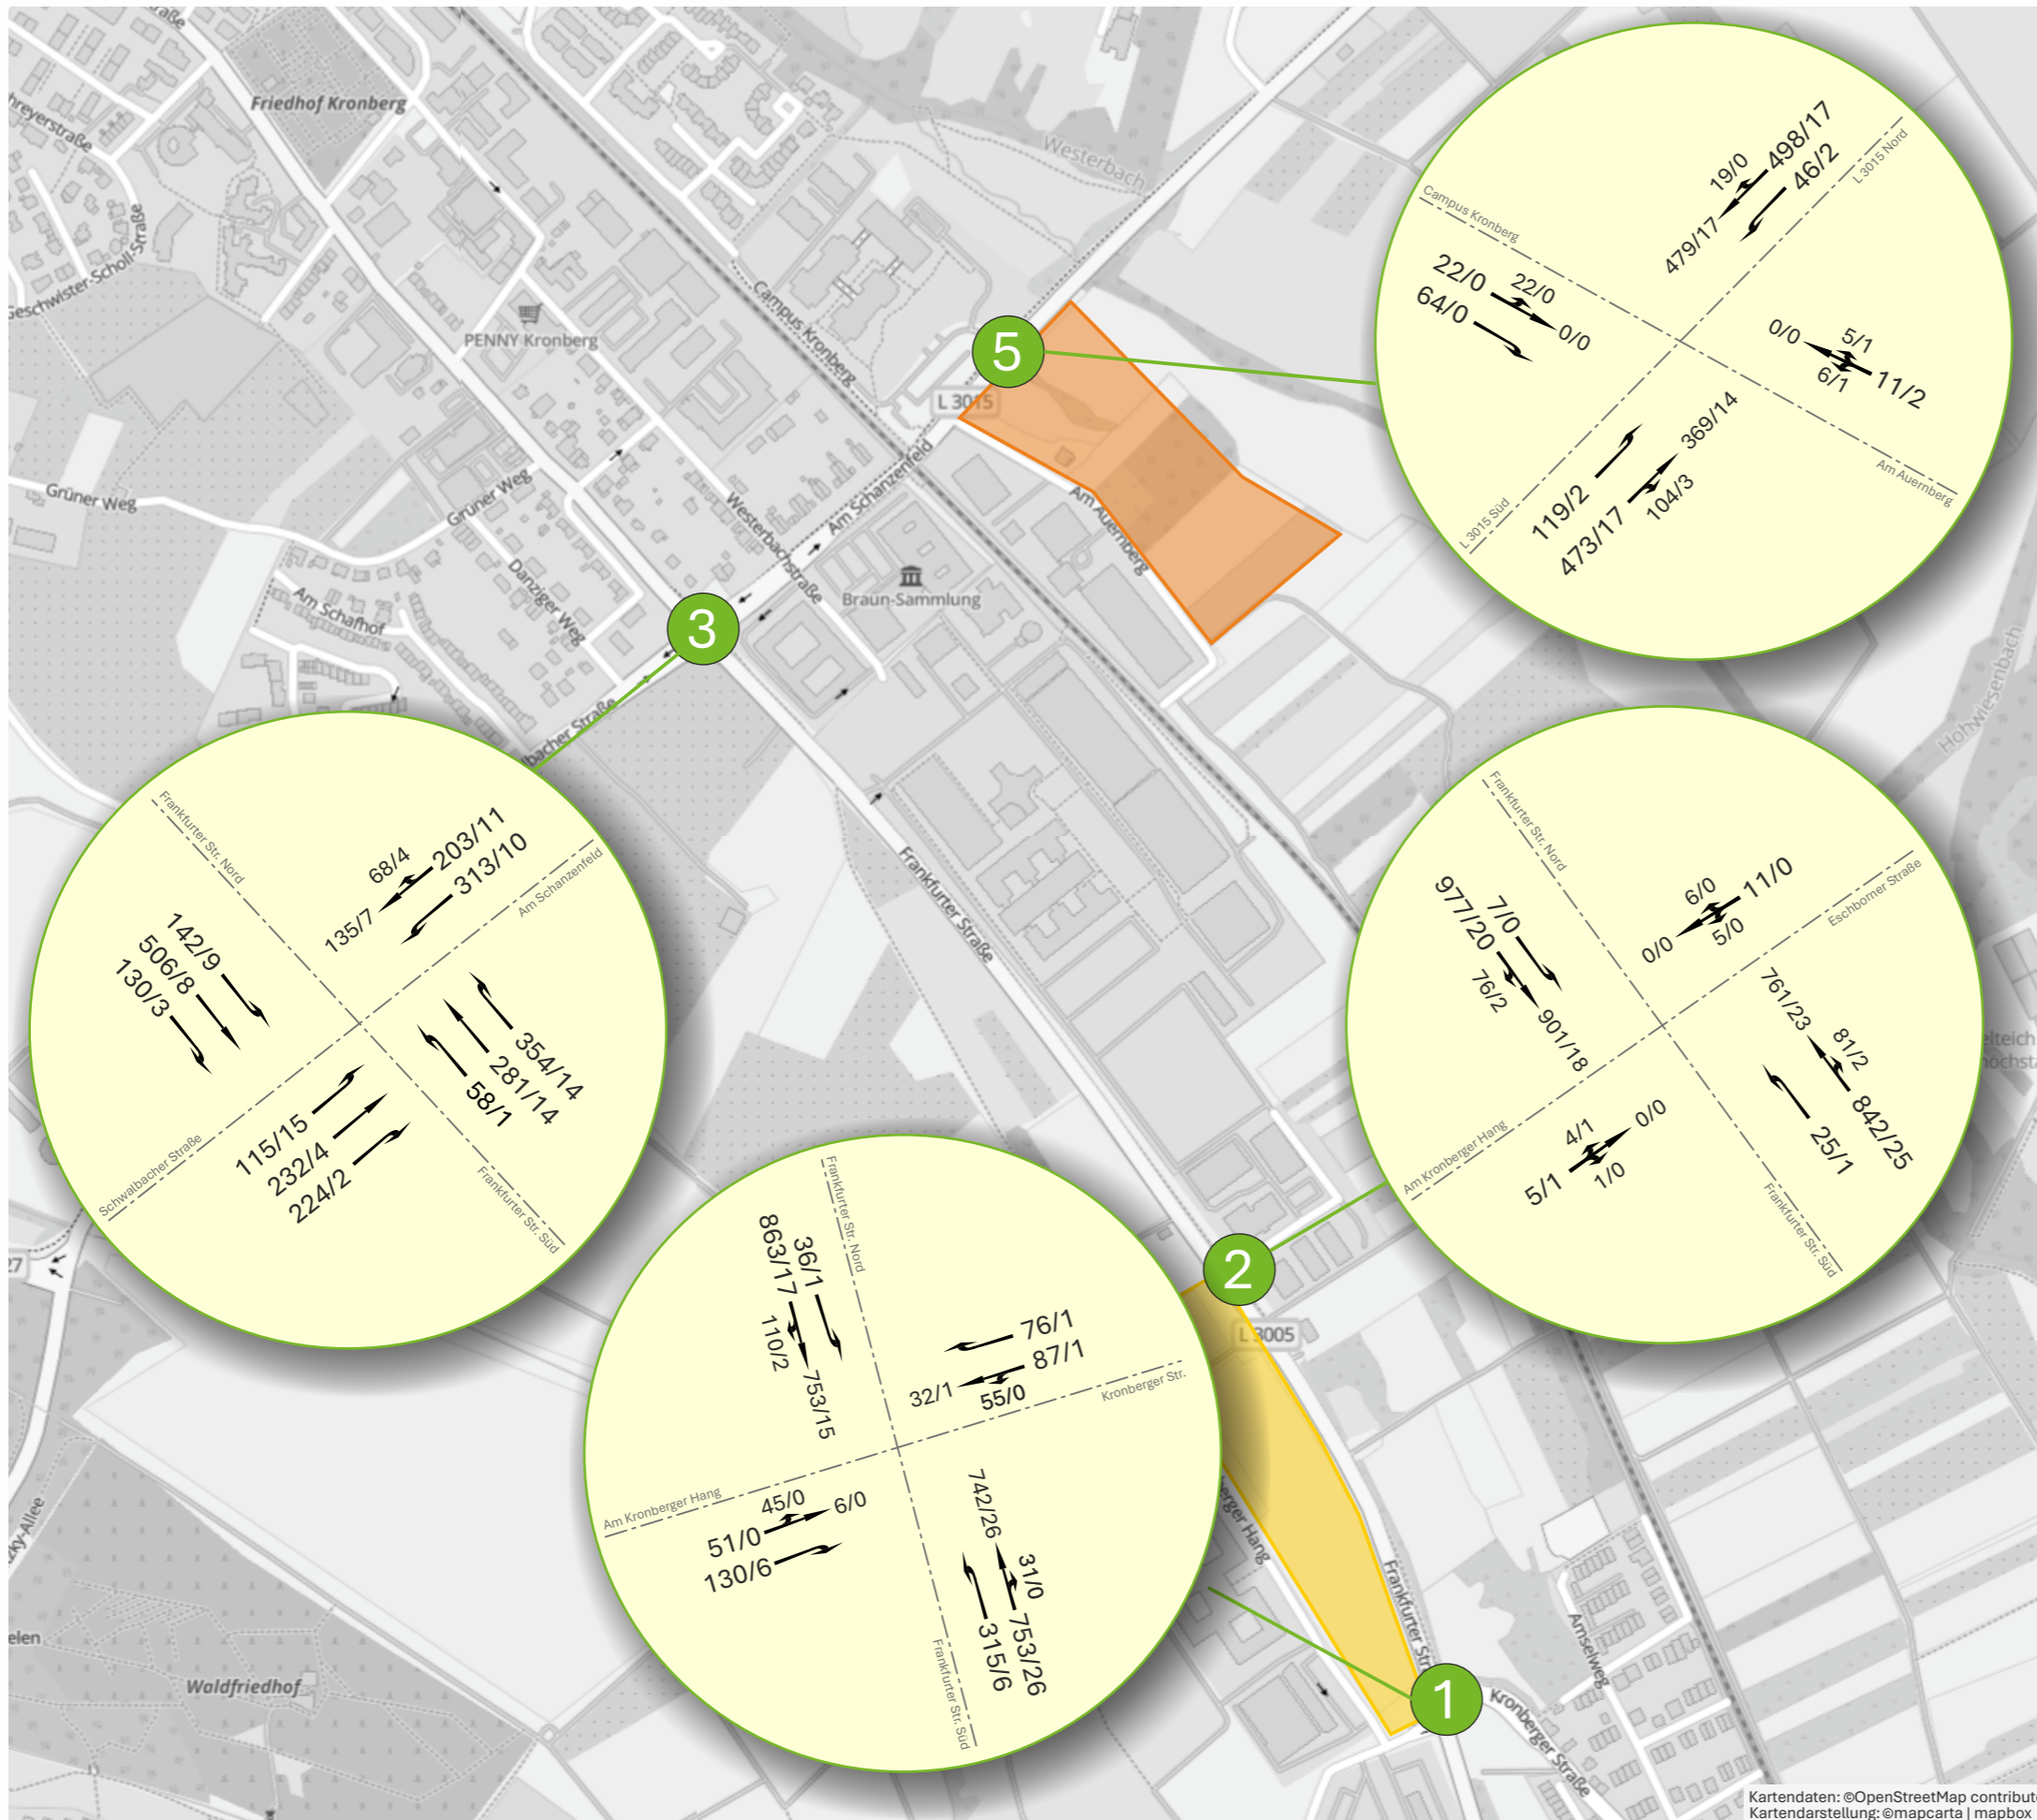 Friedhof Kronberg
Geschwister-Scholl-Straße
PENNY Kronberg
Westerbach
Campus Kronberg
L 3015
Am Schanzenfeld
Am Auernberg
Westerbachstraße
Grüner Weg
Grüner Weg
Danziger Weg
Am Schafhof
Braun-Sammlung
Hohwiesenbach
Frankfurter Straße
L 3005
Amselweg
Kronberger Straße
Waldfriedhof
5
3
2
1
Campus Kronberg
L 3015 Nord
L 3015 Süd
Am Auernberg
19/0
498/17
46/2
479/17
22/0
22/0
64/0
0/0
0/0
5/1
6/1
11/2
119/2
473/17
369/14
104/3
Frankfurter Str. Nord
Am Schanzenfeld
Schwalbacher Straße
Frankfurter Str. Süd
68/4
203/11
313/10
135/7
142/9
506/8
130/3
354/14
281/14
58/1
115/15
232/4
224/2
Frankfurter Str. Nord
Eschborner Straße
Am Kronberger Hang
Frankfurter Str. Süd
977/20
7/0
76/2
901/18
6/0
11/0
0/0
5/0
761/23
81/2
842/25
25/1
4/1
0/0
5/1
1/0
Frankfurter Str. Nord
Kronberger Str.
Am Kronberger Hang
Frankfurter Str. Süd
863/17
36/1
110/2
753/15
76/1
87/1
32/1
55/0
45/0
6/0
51/0
130/6
742/26
31/0
753/26
315/6
Kartendaten: ©OpenStreetMap contribut
Kartendarstellung: ©mapcarta | mapbox